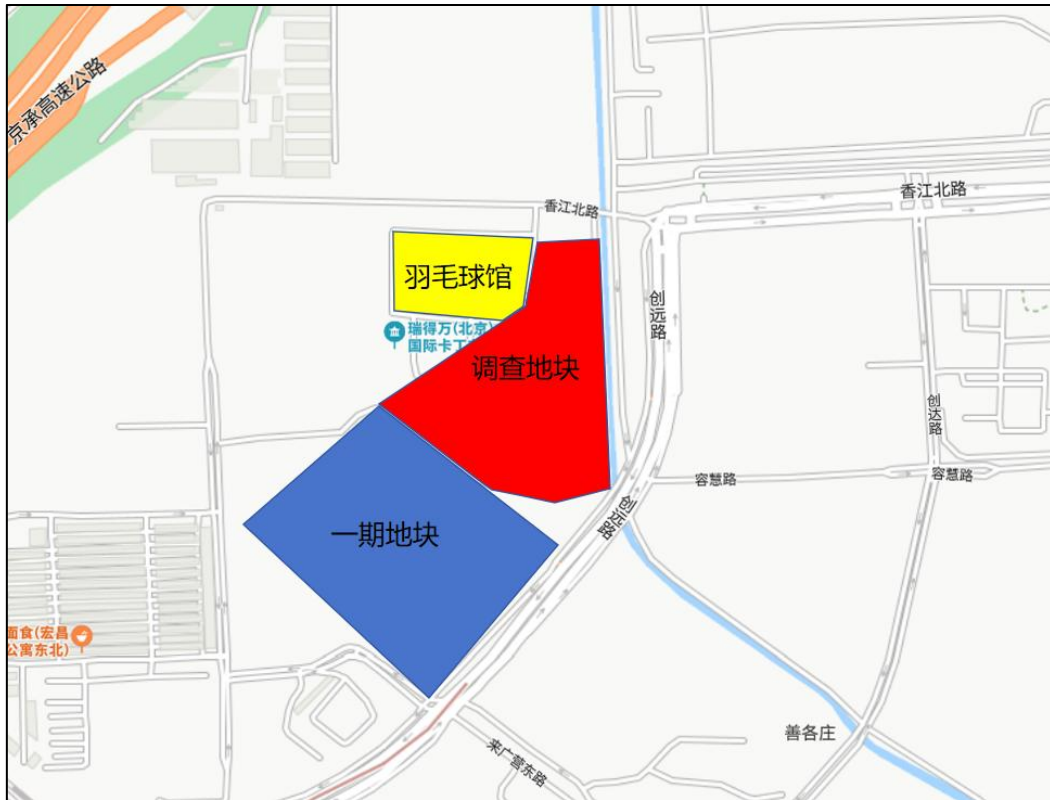 京承高速公路
香江北路
香江北路
羽毛球馆
瑞得万(北京)
国际卡丁
调查地块
创远路
创达路
容慧路
容慧路
创远路
一期地块
面食(宏昌
公寓东北)
善各庄
来广营东路